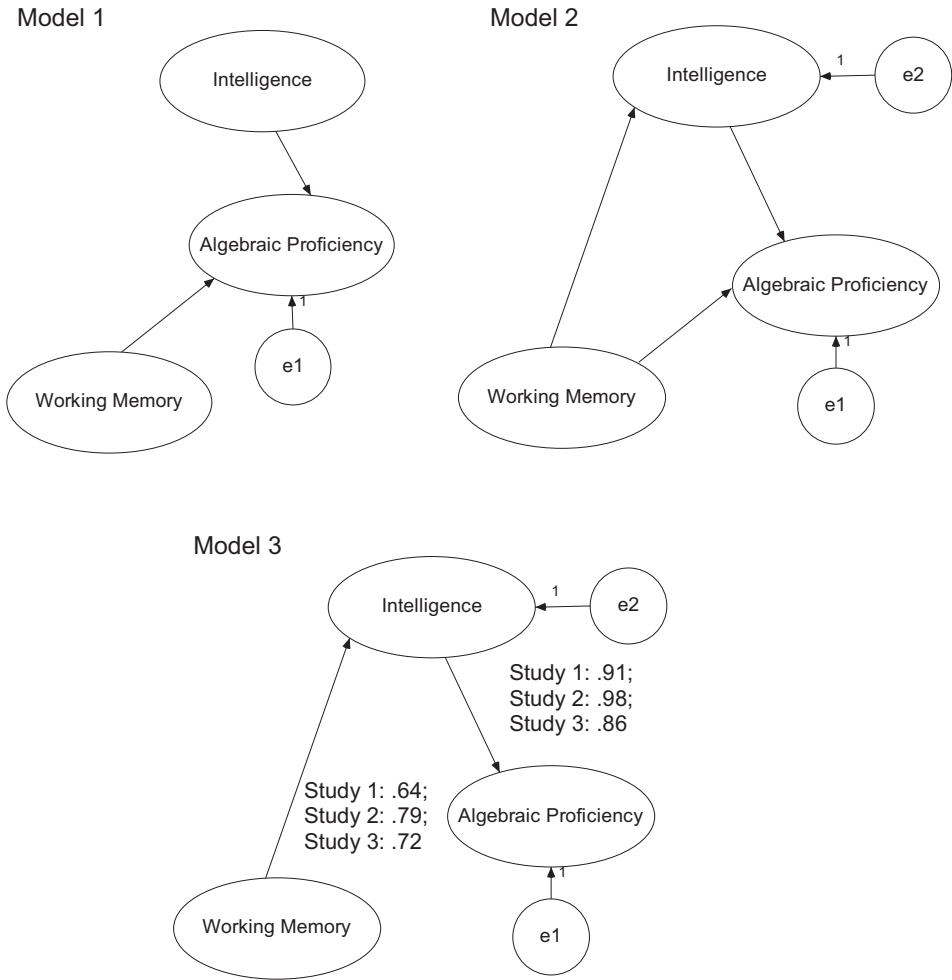 Model 1
Intelligence
Algebraic Proficiency
1
e1
Working Memory
Model 2
Intelligence
1
e2
Algebraic Proficiency
1
e1
Working Memory
Model 3
Intelligence
1
e2
Study 1: .91;
Study 2: .98;
Study 3: .86
Study 1: .64;
Study 2: .79;
Study 3: .72
Algebraic Proficiency
1
e1
Working Memory